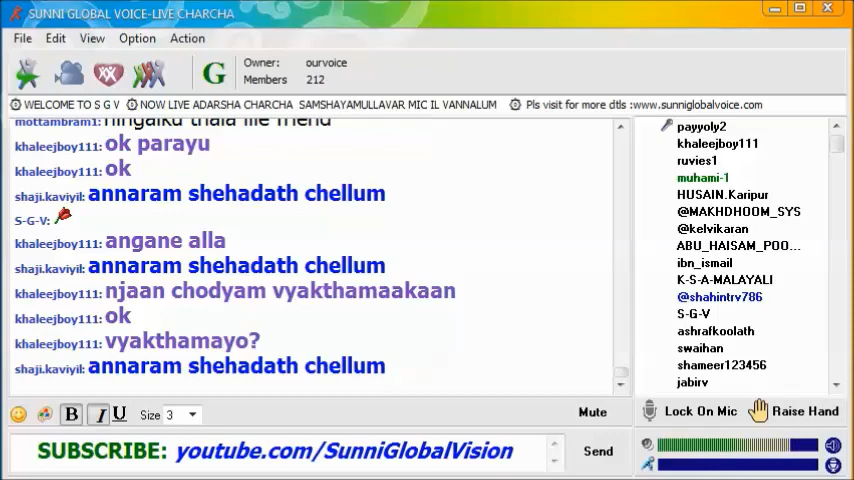 SUNNI GLOBAL VOICE-LIVE CHARCHA
File Edit View Option Action
G
Owner: ourvoice
Members 212
WELCOME TO S G V NOW LIVE ADARSHA CHARCHA SAMSHAYAMULLAVAR MIC IL VANNALUM Pls visit for more dtls :www.sunniglobalvoice.com
mottambram1:
khaleejboy111: ok parayu
khaleejboy111: ok
shaji.kaviyil: annaram shehadath chellum
S-G-V:
khaleejboy111: angane alla
shaji.kaviyil: annaram shehadath chellum
khaleejboy111: njaan chodyam vyakthamaakaan
khaleejboy111: ok
khaleejboy111: vyakthamayo?
shaji.kaviyil: annaram shehadath chellum
payyoly2
khaleejboy111
ruvies1
muhami-1
HUSAIN.Karipur
@MAKHDHOOM_SYS
@kelvikaran
ABU_HAISAM_POO...
ibn_ismail
K-S-A-MALAYALI
@shahintrv786
S-G-V
ashrafkoolath
swaihan
shameer123456
jabirv
B I U Size 3 Mute
Lock On Mic Raise Hand
SUBSCRIBE: youtube.com/SunniGlobalVision Send